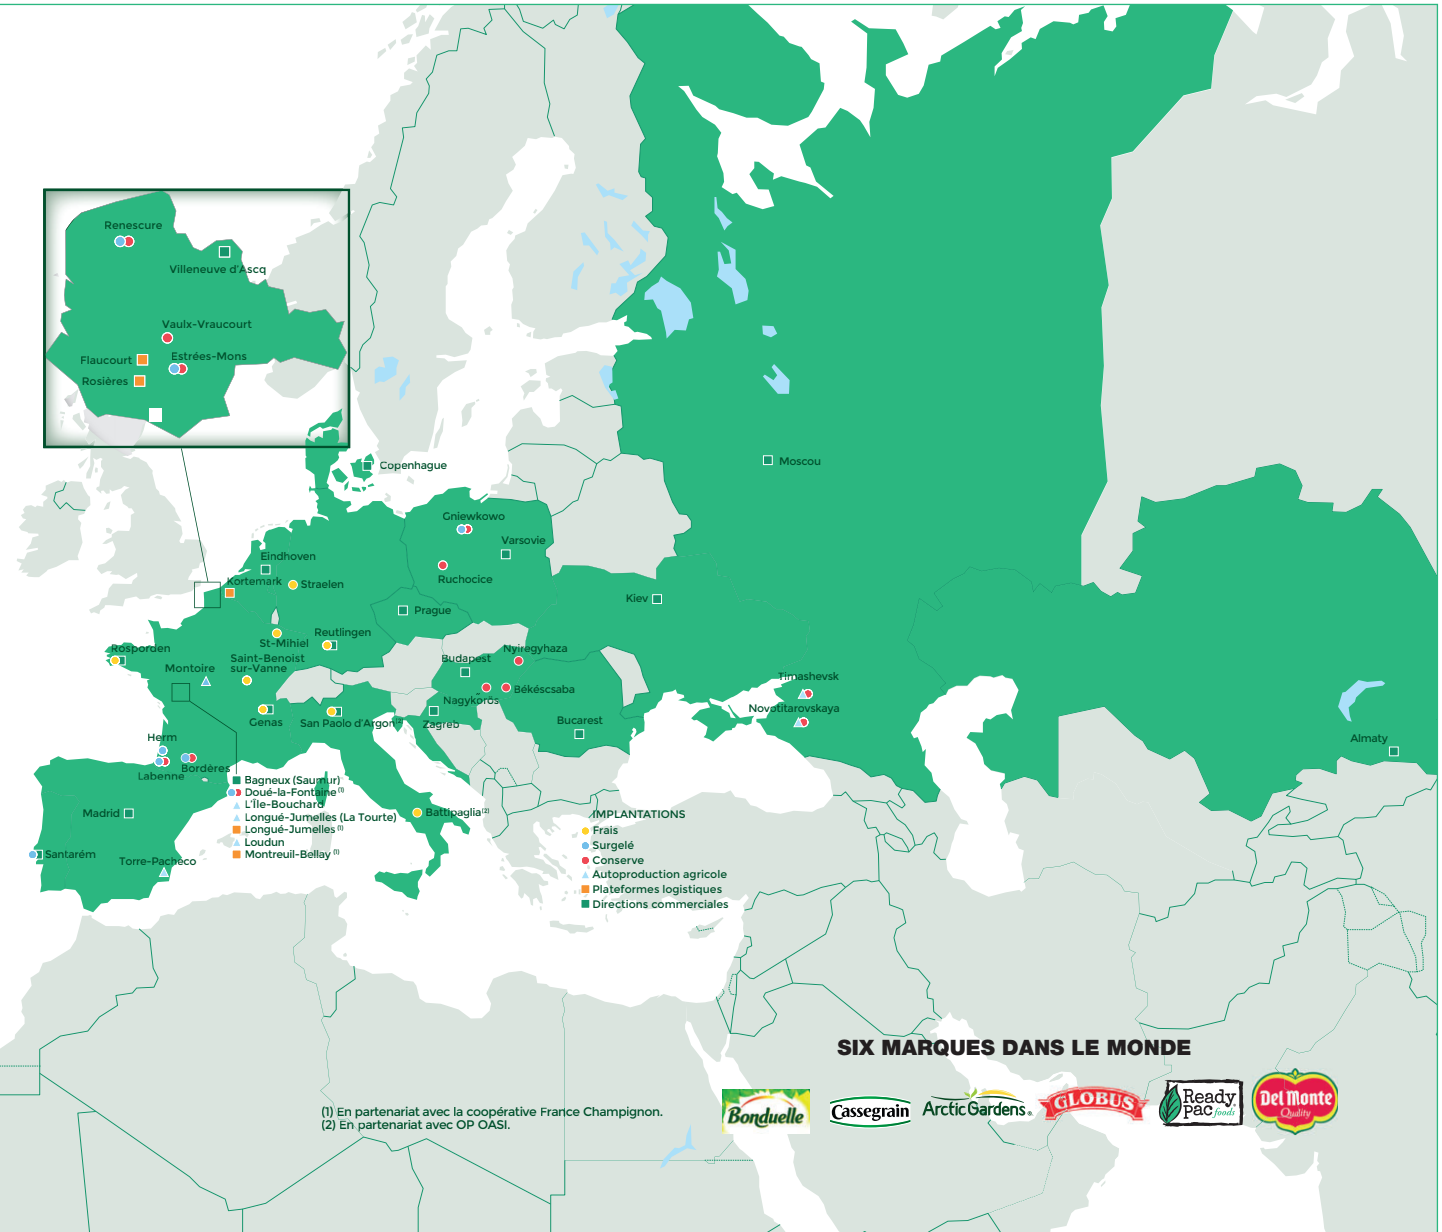 Renescure
Villeneuve d'Ascq
Vaulx-Vraucourt
Flaucourt
Estrées-Mons
Rosières
Copenhague
Moscou
Gniewkowo
Varsovie
Eindhoven
Kortemark
Straelen
Ruchocice
Kiev
Prague
St-Mihiel
Reutlingen
Rosporden
Saint-Benoist
sur-Vanne
Montoire
Budapest
Nyiregyhaza
Nagykorős
Békéscsaba
Timashevsk
Novotitarovskaya
Genas
San Paolo d'Argon(2)
Zagreb
Bucarest
Almaty
Herm
Labenne
Bordères
Bagneux (Saumur)
Doué-la-Fontaine (1)
L'Île-Bouchard
Longué-Jumelles (La Tourte)
Longué-Jumelles (1)
Loudun
Montreuil-Bellay (1)
Madrid
Battipaglia(2)
Santarém
Torre-Pacheco
IMPLANTATIONS
Frais
Surgelé
Conserve
Autoproduction agricole
Plateformes logistiques
Directions commerciales
SIX MARQUES DANS LE MONDE
Bonduelle
Cassegrain
Arctic Gardens
GLOBUS
Ready
Pac foods
Del Monte
Quality
(1) En partenariat avec la coopérative France Champignon.
(2) En partenariat avec OP OASI.